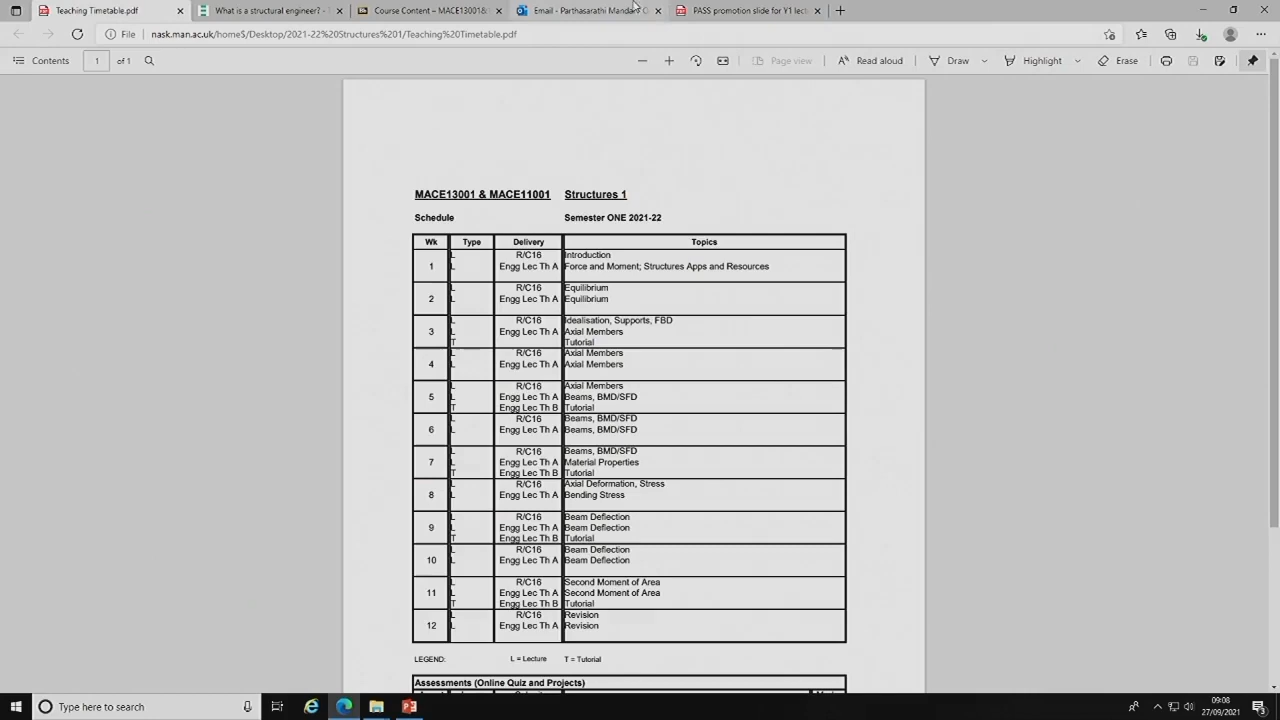 Teaching Timetable.pdf
What is a structural engineer? -
Course Content – MACE13001&
Email - Parthasarathi Mandal - O
PASS promotion slide for Y1 lect
File
nask.man.ac.uk/home$/Desktop/2021-22%20Structures%201/Teaching%20Timetable.pdf
Contents
1 of 1
Page view
Read aloud
Draw
Highlight
Erase
MACE13001 & MACE11001 Structures 1
Schedule Semester ONE 2021-22
Wk Type Delivery Topics
L R/C16 Introduction
1 L Engg Lec Th A Force and Moment; Structures Apps and Resources
L R/C16 Equilibrium
2 L Engg Lec Th A Equilibrium
L R/C16 Idealisation, Supports, FBD
3 L Engg Lec Th A Axial Members
T Tutorial
L R/C16 Axial Members
4 L Engg Lec Th A Axial Members
L R/C16 Axial Members
5 L Engg Lec Th A Beams, BMD/SFD
T Engg Lec Th B Tutorial
L R/C16 Beams, BMD/SFD
6 L Engg Lec Th A Beams, BMD/SFD
L R/C16 Beams, BMD/SFD
7 L Engg Lec Th A Material Properties
T Engg Lec Th B Tutorial
L R/C16 Axial Deformation, Stress
8 L Engg Lec Th A Bending Stress
L R/C16 Beam Deflection
9 L Engg Lec Th A Beam Deflection
T Engg Lec Th B Tutorial
L R/C16 Beam Deflection
10 L Engg Lec Th A Beam Deflection
L R/C16 Second Moment of Area
11 L Engg Lec Th A Second Moment of Area
T Engg Lec Th B Tutorial
L R/C16 Revision
12 L Engg Lec Th A Revision
LEGEND: L = Lecture T = Tutorial
Assessments (Online Quiz and Projects)
Type here to search
09:08
27/09/2021